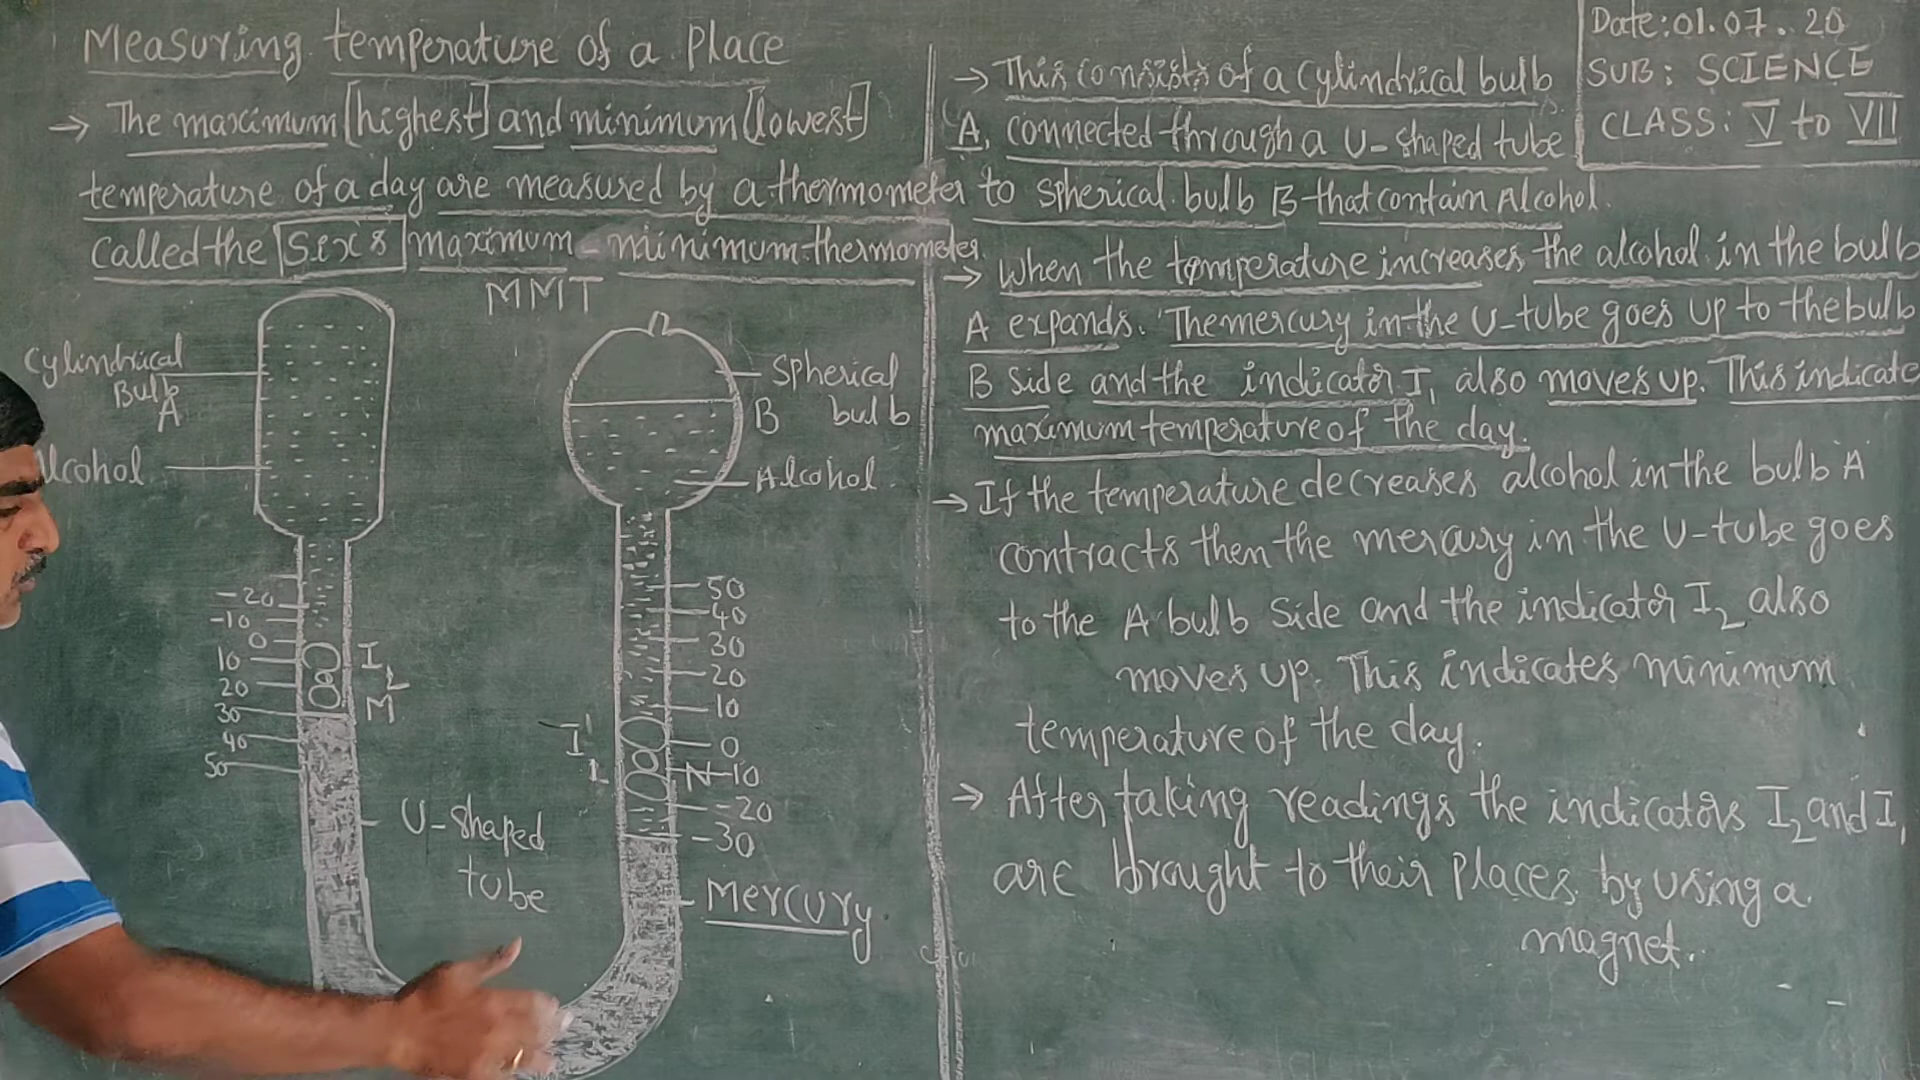 Measuring temperature of a place
→ The maximum [highest] and minimum [lowest]
temperature of a day are measured by a thermometer
called the Six's maximum-minimum thermometer.
MMT
Cylindrical
Bulb
A
lcohol
Spherical
bulb
B
Alcohol
-20
-10
0
10
20
30
40
50
I2
M
50
40
30
20
10
0
N-10
-20
-30
I1
U-shaped
tube
Mercury
→ This consists of a cylindrical bulb
A, connected through a U-shaped tube
to spherical bulb B that contain Alcohol.
→ When the temperature increases the alcohol in the bulb
A expands. The mercury in the U-tube goes up to the bulb
B side and the indicator I1 also moves up. This indicate
maximum temperature of the day.
→ If the temperature decreases alcohol in the bulb A
contracts then the mercury in the U-tube goes
to the A bulb side and the indicator I2 also
moves up. This indicates minimum
temperature of the day.
→ After taking readings the indicators I2 and I1
are brought to their places by using a
magnet.
Date: 01.07.20
SUB: SCIENCE
CLASS: V to VII